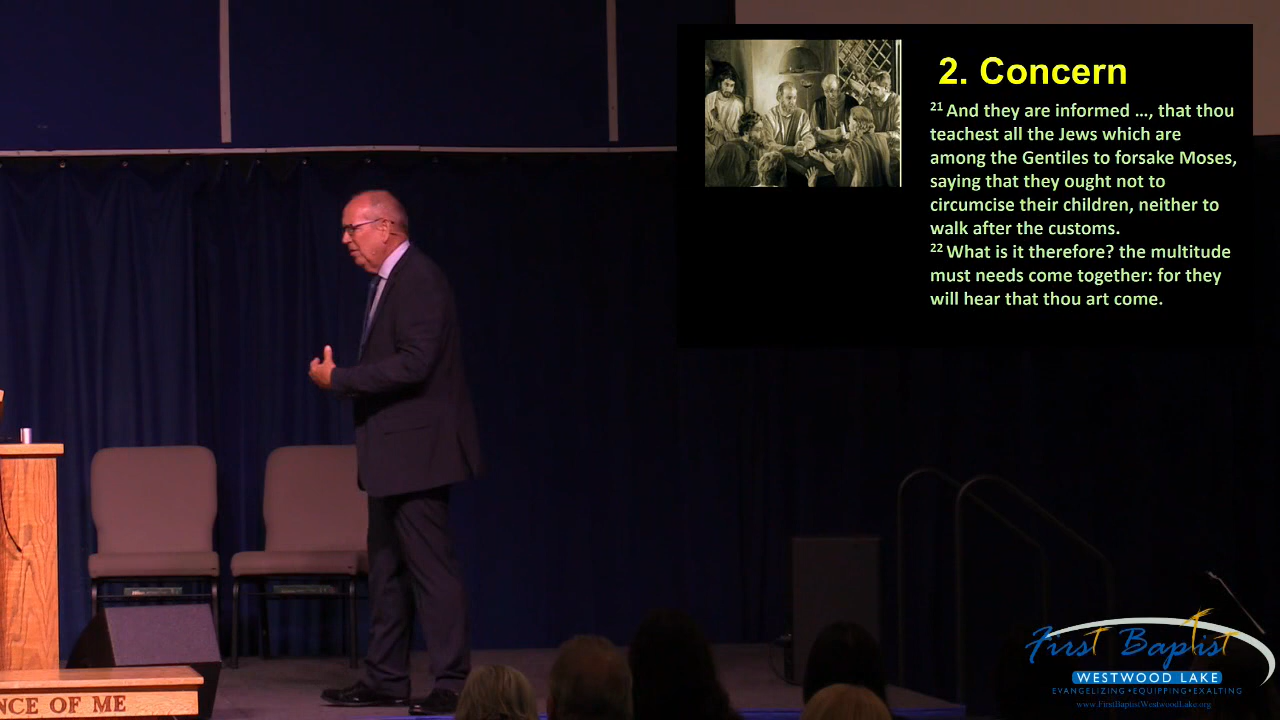 2. Concern
21 And they are informed …, that thou
teachest all the Jews which are
among the Gentiles to forsake Moses,
saying that they ought not to
circumcise their children, neither to
walk after the customs.
22 What is it therefore? the multitude
must needs come together: for they
will hear that thou art come.
NCE OF ME
First Baptist
WESTWOOD LAKE
EVANGELIZING•EQUIPPING•EXALTING
www.FirstBaptistWestwoodLake.org